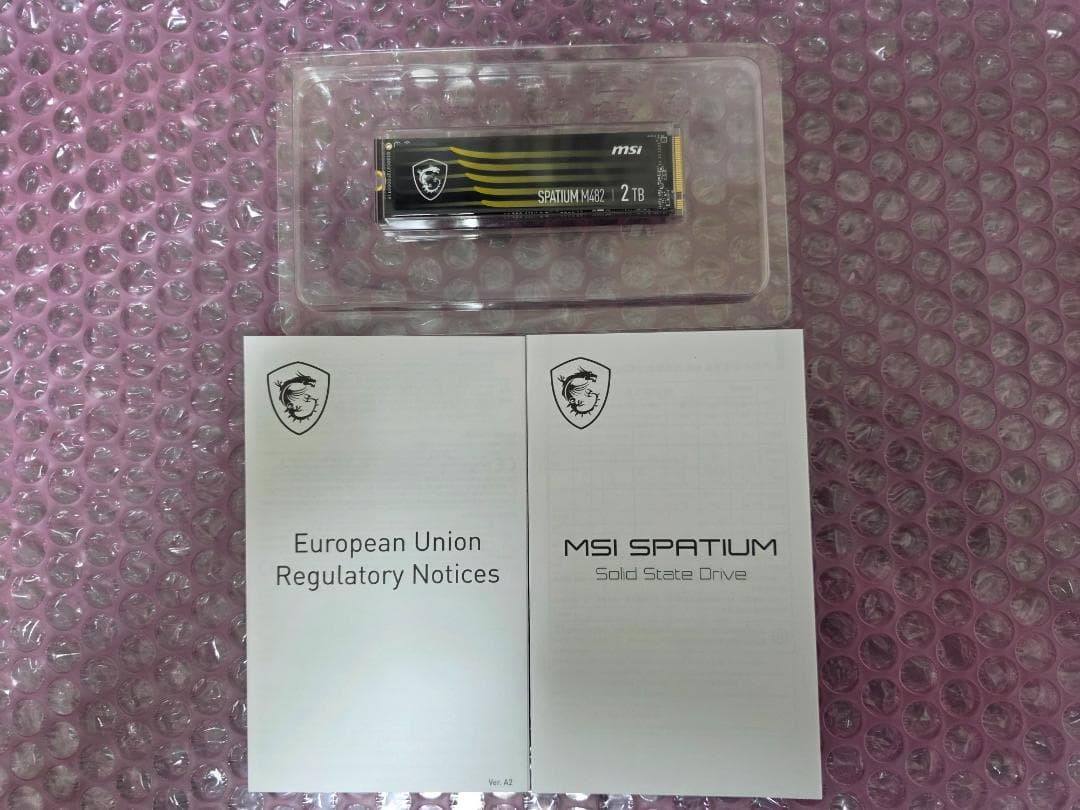 msi
SPATIUM M482 | 2 TB
European Union
Regulatory Notices
Ver. A2
MSI SPATIUM
Solid State Drive